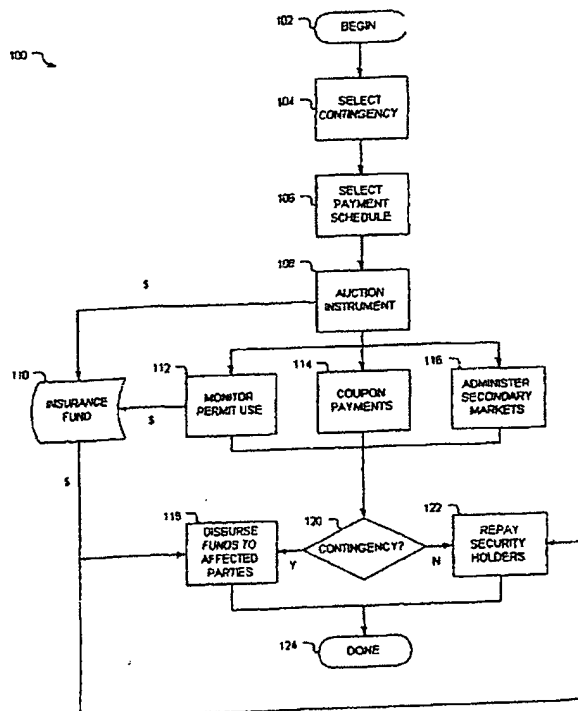 102
BEGIN
100
104
SELECT
CONTINGENCY
106
SELECT
PAYMENT
SCHEDULE
108
AUCTION
INSTRUMENT
$
110
INSURANCE
FUND
112
MONITOR
PERMIT USE
$
114
COUPON
PAYMENTS
116
ADMINISTER
SECONDARY
MARKETS
$
118
DISBURSE
FUNDS TO
AFFECTED
PARTIES
120
CONTINGENCY?
Y
N
122
REPAY
SECURITY
HOLDERS
124
DONE